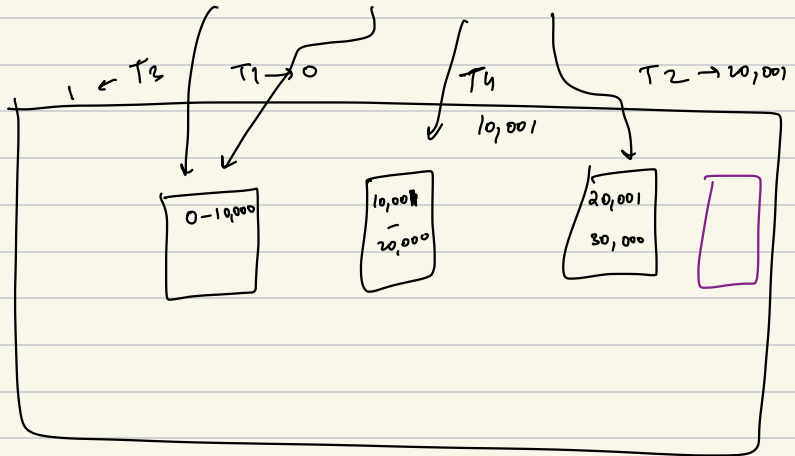 1 ← T3
T1 → 0
T4
10,001
T2 → 20,001
0-10,000
10,001
-
20,000
20,001
30,000